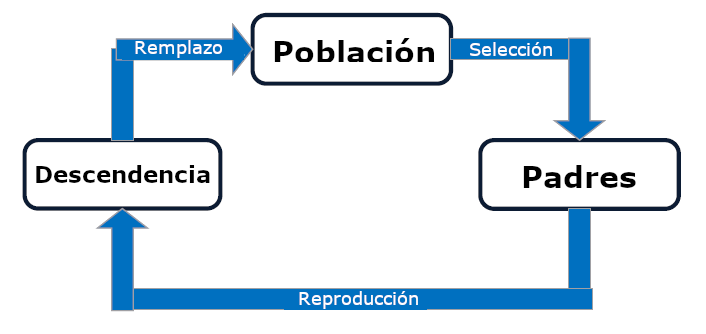 Remplazo
Población
Selección
Descendencia
Padres
Reproducción